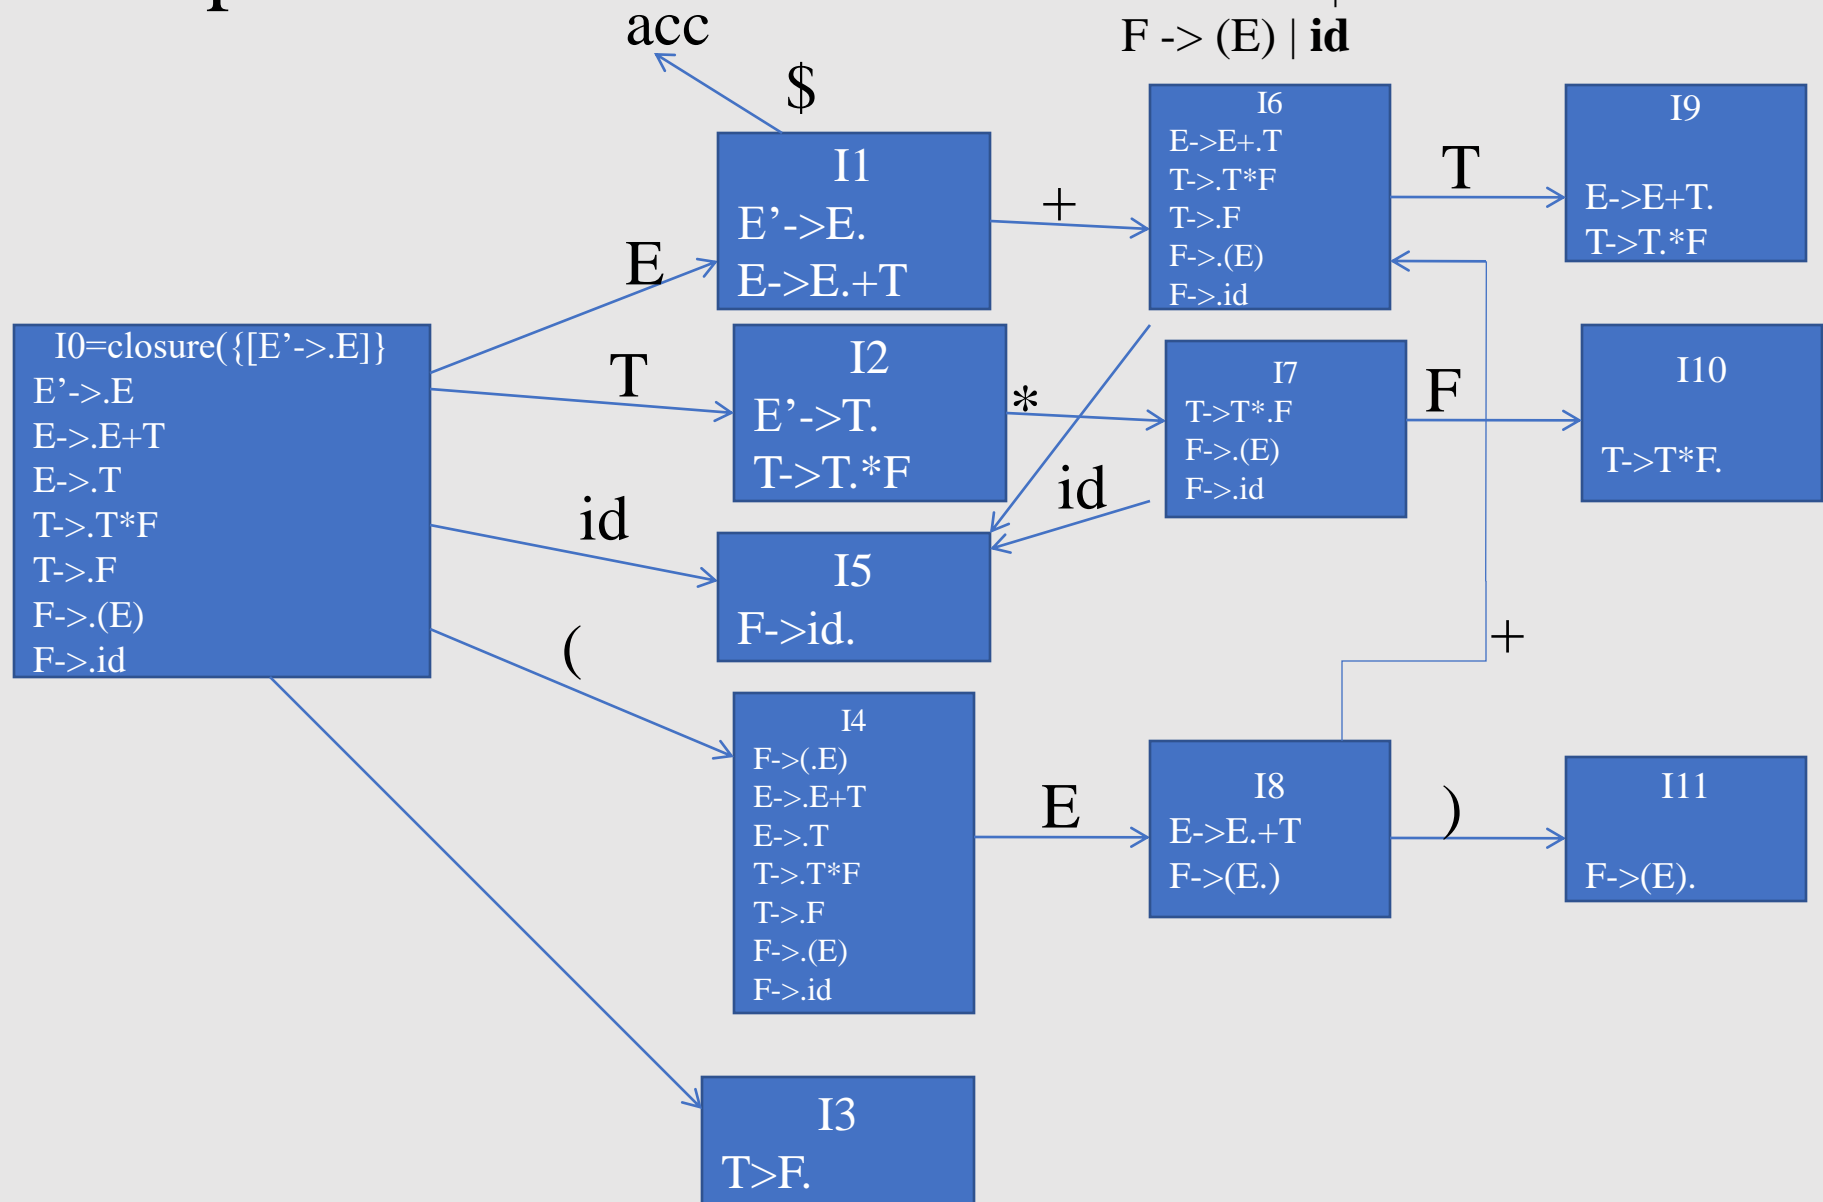 acc
F -> (E) | id
$
I6
E->E+.T
T->.T*F
T->.F
F->.(E)
F->.id
I9
E->E+T.
T->T.*F
T
I1
E’->E.
E->E.+T
+
E
I0=closure({[E’->.E]}
E’->.E
E->.E+T
E->.T
T->.T*F
T->.F
F->.(E)
F->.id
T
I2
E’->T.
T->T.*F
*
I7
T->T*.F
F->.(E)
F->.id
F
I10
T->T*F.
id
id
I5
F->id.
(
+
I4
F->(.E)
E->.E+T
E->.T
T->.T*F
T->.F
F->.(E)
F->.id
E
I8
E->E.+T
F->(E.)
)
I11
F->(E).
I3
T>F.